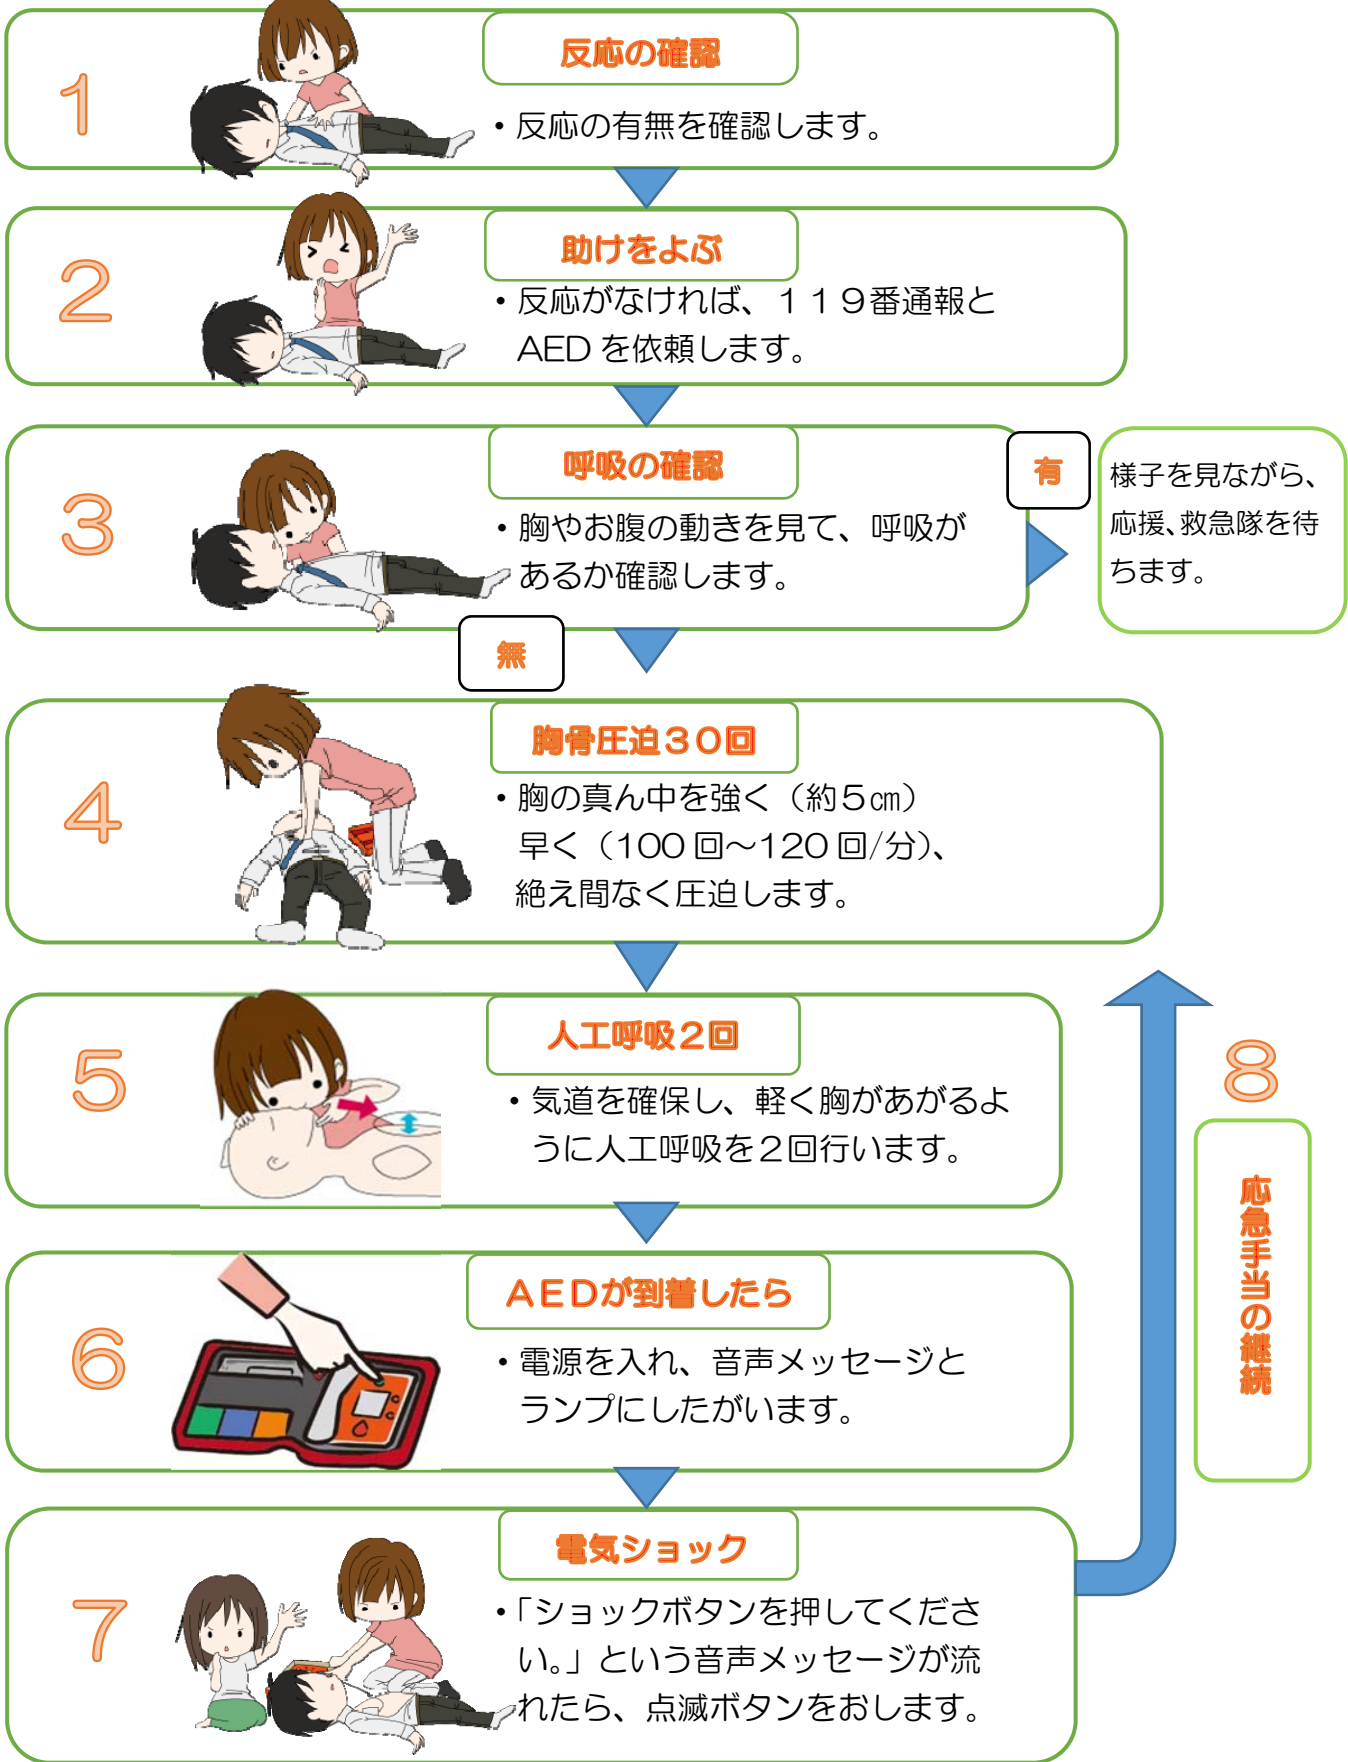 1
反応の確認
・反応の有無を確認します。
2
助けをよぶ
・反応がなければ、１１９番通報と
AEDを依頼します。
3
呼吸の確認
・胸やお腹の動きを見て、呼吸が
あるか確認します。
有
様子を見ながら、
応援、救急隊を待
ちます。
無
4
胸骨圧迫３０回
・胸の真ん中を強く（約５㎝）
早く（100回～120回/分）、
絶え間なく圧迫します。
5
人工呼吸２回
・気道を確保し、軽く胸があがるよ
うに人工呼吸を２回行います。
6
ＡＥＤが到着したら
・電源を入れ、音声メッセージと
ランプにしたがいます。
7
電気ショック
・「ショックボタンを押してくださ
い。」という音声メッセージが流
れたら、点滅ボタンをおします。
8
応急手当の継続